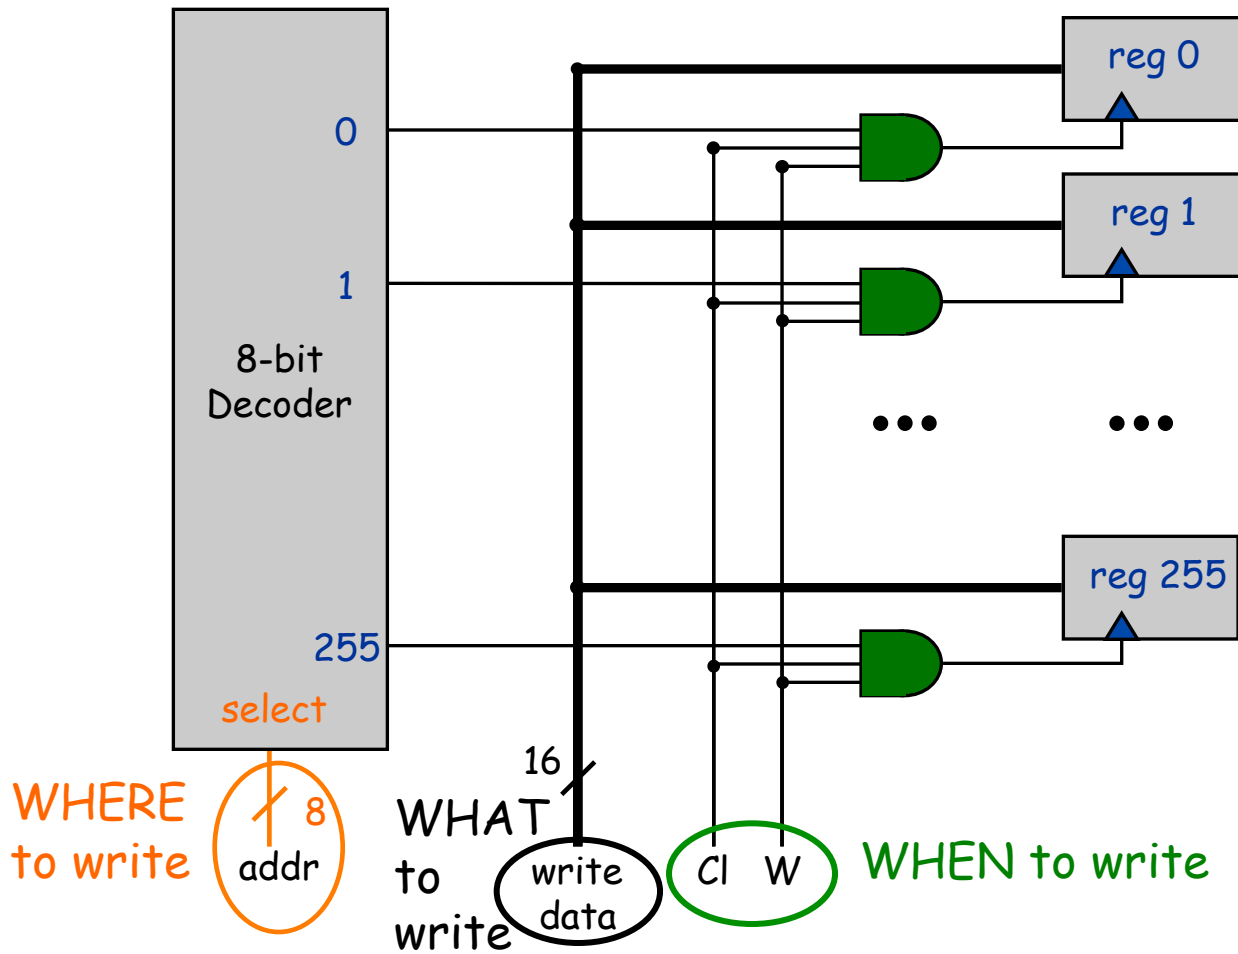 reg 0
0
reg 1
1
8-bit
Decoder
reg 255
255
select
16
WHERE
to write
8
addr
WHAT
to
write
write
data
Cl
W
WHEN to write